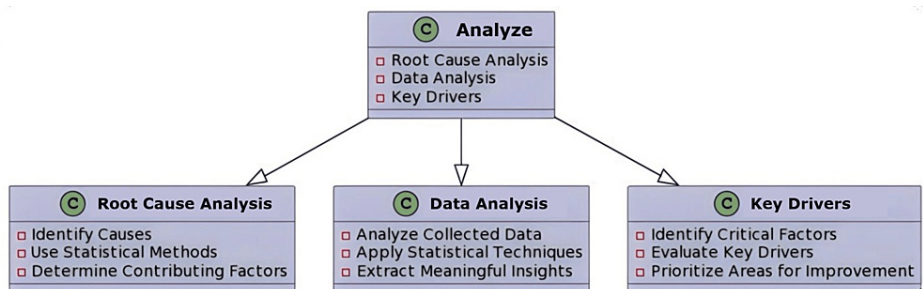 C Analyze
Root Cause Analysis
Data Analysis
Key Drivers
C Root Cause Analysis
Identify Causes
Use Statistical Methods
Determine Contributing Factors
C Data Analysis
Analyze Collected Data
Apply Statistical Techniques
Extract Meaningful Insights
C Key Drivers
Identify Critical Factors
Evaluate Key Drivers
Prioritize Areas for Improvement